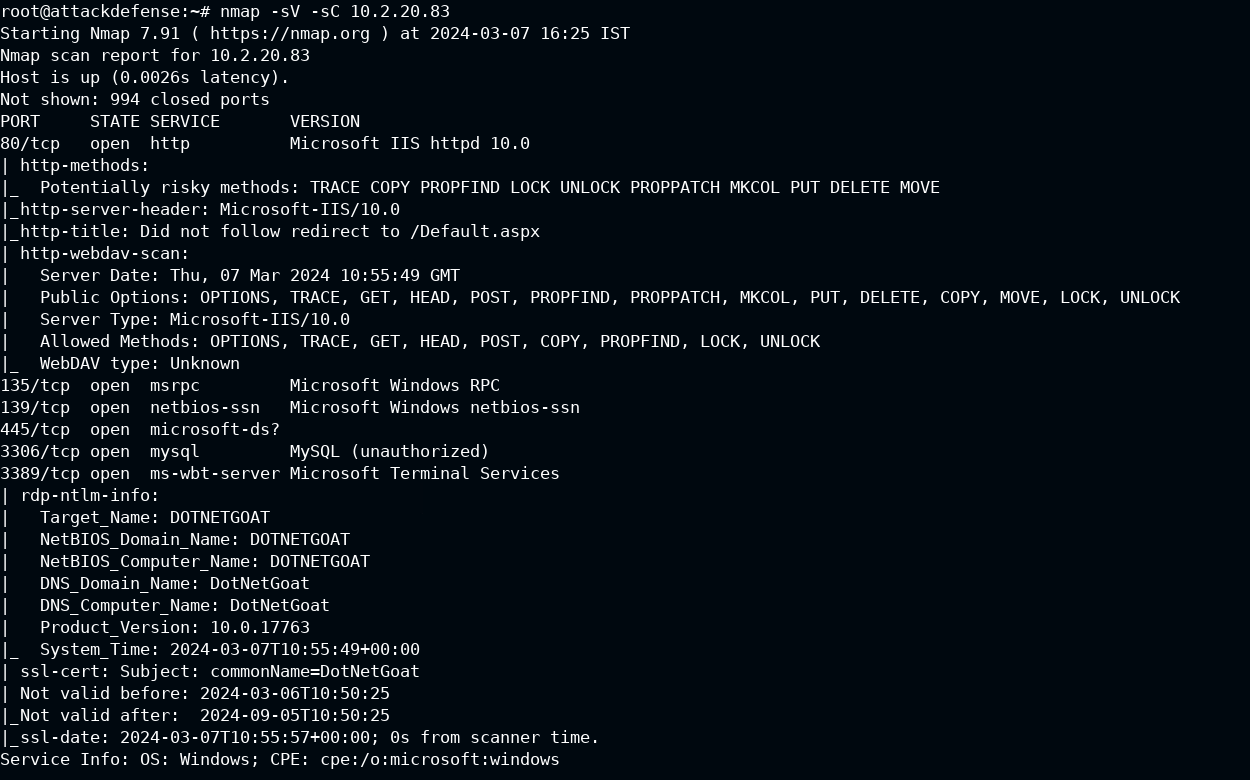 root@attackdefense:~# nmap -sV -sC 10.2.20.83
Starting Nmap 7.91 ( https://nmap.org ) at 2024-03-07 16:25 IST
Nmap scan report for 10.2.20.83
Host is up (0.0026s latency).
Not shown: 994 closed ports
PORT     STATE SERVICE       VERSION
80/tcp   open  http          Microsoft IIS httpd 10.0
| http-methods:
|_  Potentially risky methods: TRACE COPY PROPFIND LOCK UNLOCK PROPPATCH MKCOL PUT DELETE MOVE
|_http-server-header: Microsoft-IIS/10.0
|_http-title: Did not follow redirect to /Default.aspx
| http-webdav-scan:
|   Server Date: Thu, 07 Mar 2024 10:55:49 GMT
|   Public Options: OPTIONS, TRACE, GET, HEAD, POST, PROPFIND, PROPPATCH, MKCOL, PUT, DELETE, COPY, MOVE, LOCK, UNLOCK
|   Server Type: Microsoft-IIS/10.0
|   Allowed Methods: OPTIONS, TRACE, GET, HEAD, POST, COPY, PROPFIND, LOCK, UNLOCK
|_  WebDAV type: Unknown
135/tcp  open  msrpc         Microsoft Windows RPC
139/tcp  open  netbios-ssn   Microsoft Windows netbios-ssn
445/tcp  open  microsoft-ds?
3306/tcp open  mysql         MySQL (unauthorized)
3389/tcp open  ms-wbt-server Microsoft Terminal Services
| rdp-ntlm-info:
|   Target_Name: DOTNETGOAT
|   NetBIOS_Domain_Name: DOTNETGOAT
|   NetBIOS_Computer_Name: DOTNETGOAT
|   DNS_Domain_Name: DotNetGoat
|   DNS_Computer_Name: DotNetGoat
|   Product_Version: 10.0.17763
|_  System_Time: 2024-03-07T10:55:49+00:00
| ssl-cert: Subject: commonName=DotNetGoat
| Not valid before: 2024-03-06T10:50:25
|_Not valid after:  2024-09-05T10:50:25
|_ssl-date: 2024-03-07T10:55:57+00:00; 0s from scanner time.
Service Info: OS: Windows; CPE: cpe:/o:microsoft:windows